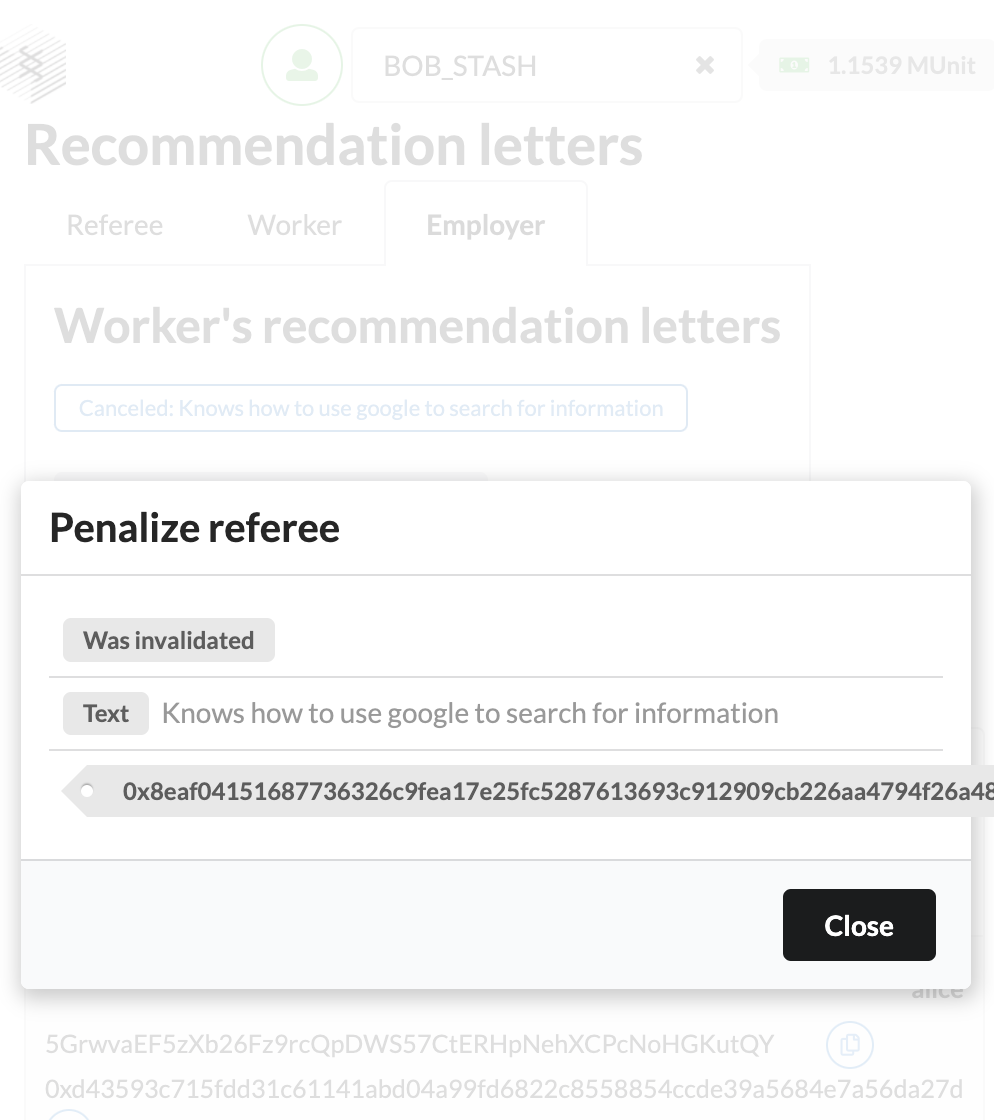 BOB_STASH
1.1539 MUnit
Recommendation letters
Referee Worker Employer
Worker's recommendation letters
Canceled: Knows how to use google to search for information
Penalize referee
Was invalidated
Text Knows how to use google to search for information
0x8eaf04151687736326c9fea17e25fc5287613693c912909cb226aa4794f26a48
Close
alice
5GrwvaEF5zXb26Fz9rcQpDWS57CtERHpNehXCPcNoHGKutQY
0xd43593c715fdd31c61141abd04a99fd6822c8558854ccde39a5684e7a56da27d